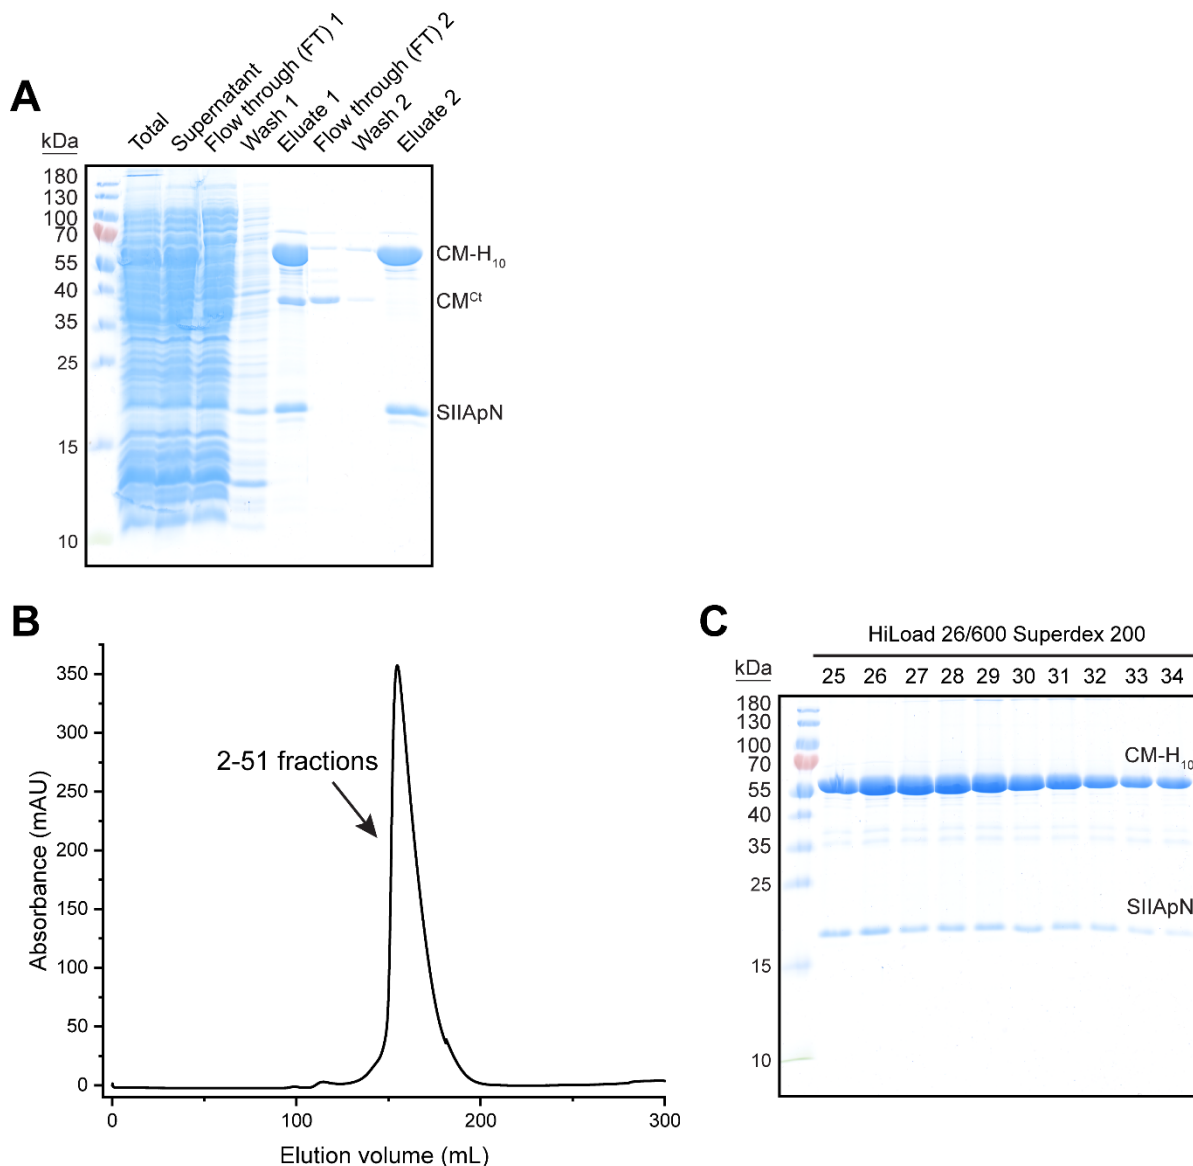 A
Total
Supernatant
Flow through (FT) 1
Wash 1
Eluate 1
Flow through (FT) 2
Wash 2
Eluate 2
kDa
180
130
100
70
55
40
35
25
15
10
CM-H₁₀
CM^Ct
SIIApN
B
350
300
250
200
150
100
50
0
Absorbance (mAU)
2-51 fractions
0 100 200 300
Elution volume (mL)
C
HiLoad 26/600 Superdex 200
kDa
25 26 27 28 29 30 31 32 33 34
180
130
100
70
55
40
35
25
15
10
CM-H₁₀
SIIApN